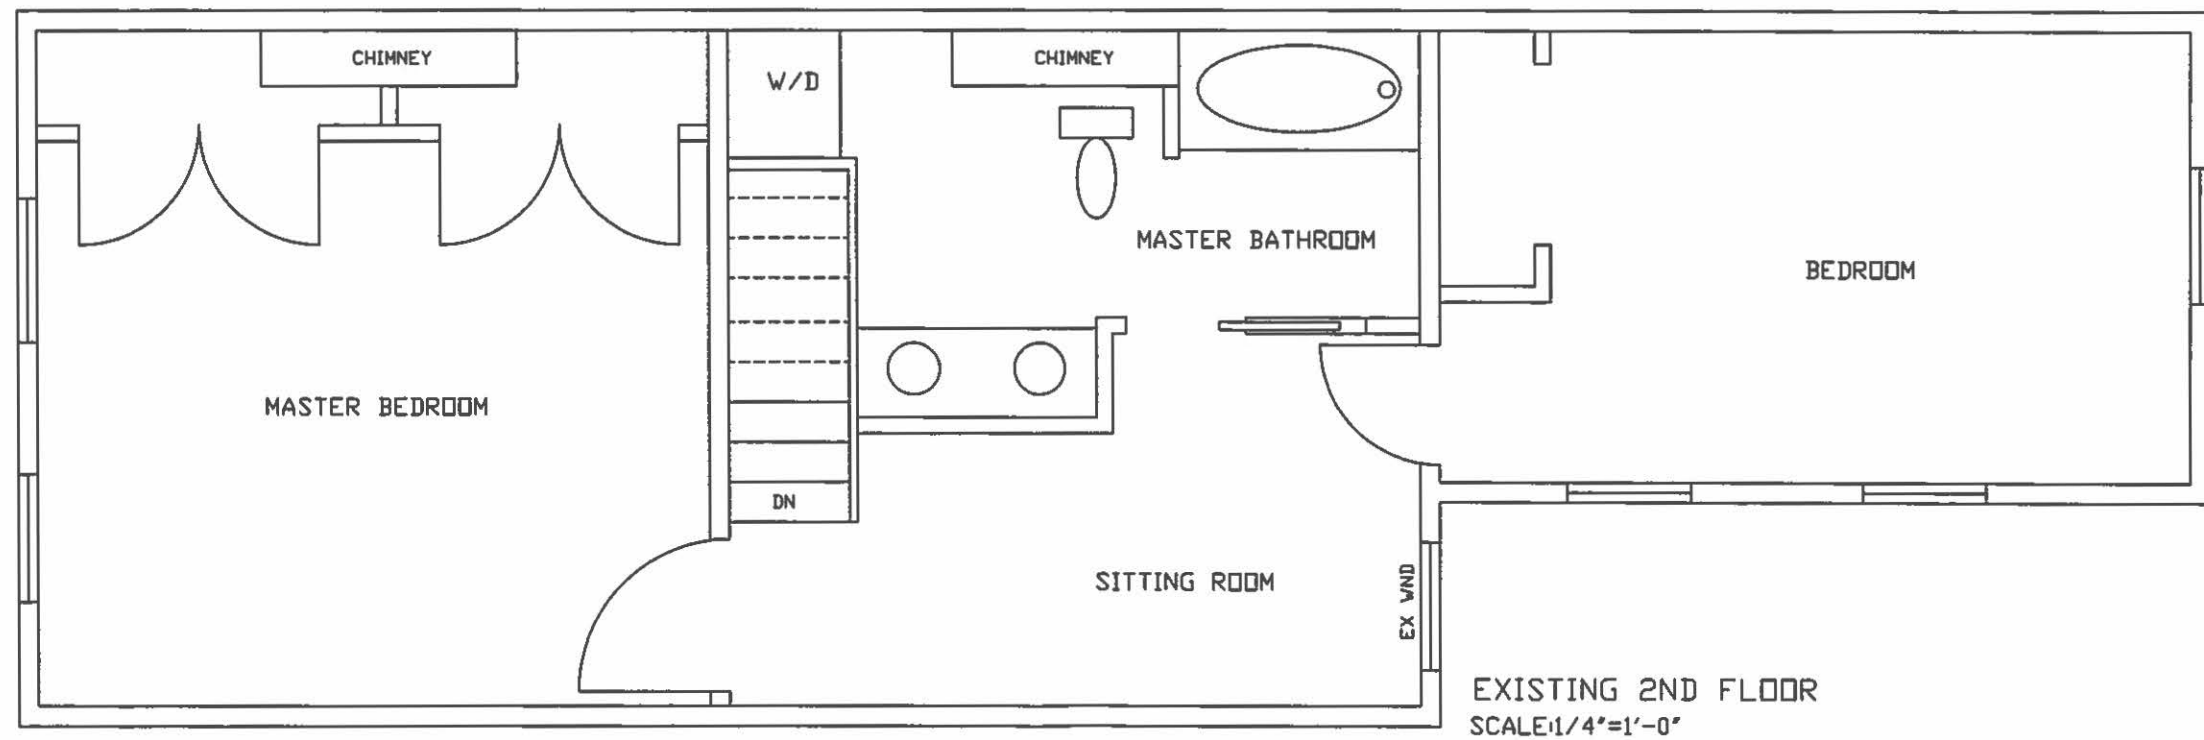 CHIMNEY
W/D
CHIMNEY
MASTER BATHROOM
BEDROOM
MASTER BEDROOM
DN
SITTING ROOM
EX WND
EXISTING 2ND FLOOR
SCALE:1/4"=1'-0"